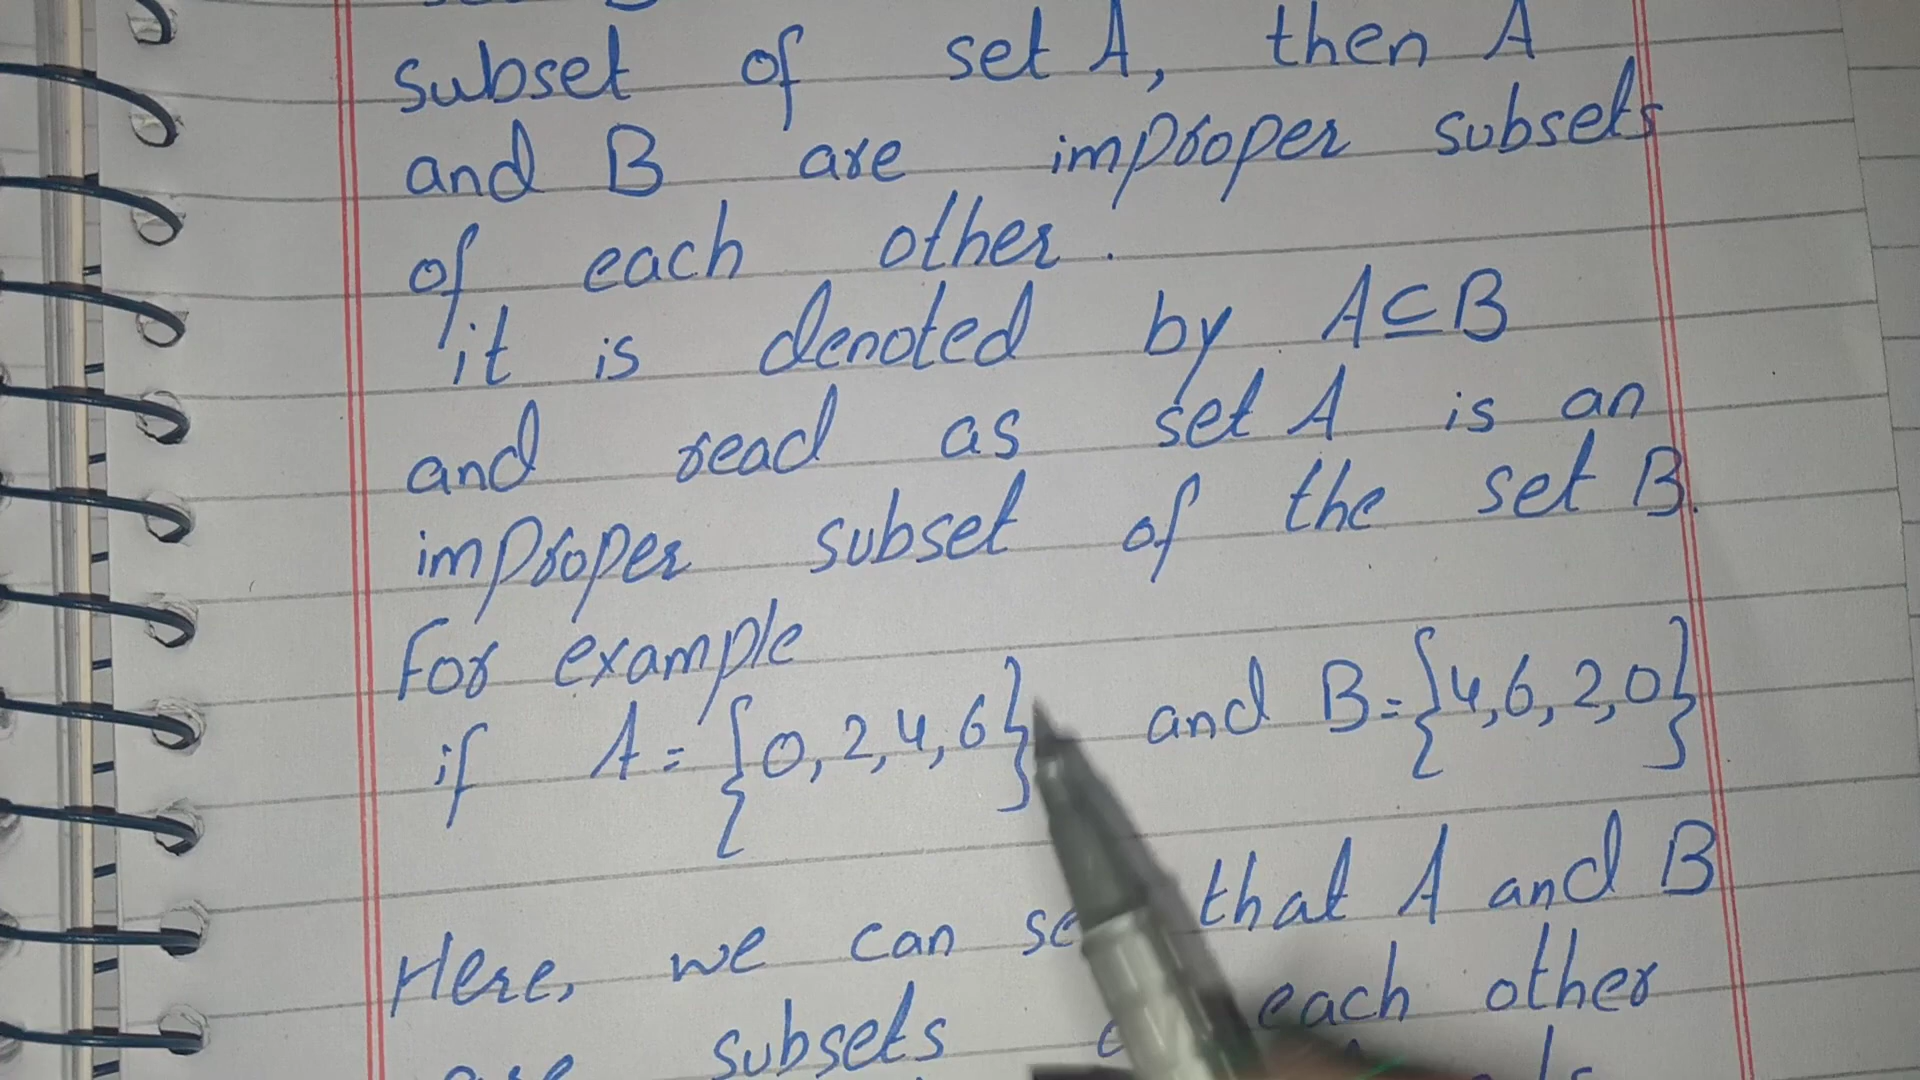 subset of set A, then A
and B are improper subsets
of each other.
it is denoted by A⊆B
and read as set A is an
improper subset of the set B.
For example
if A = {0, 2, 4, 6} and B = {4, 6, 2, 0}
Here, we can that A and B
are subsets each other